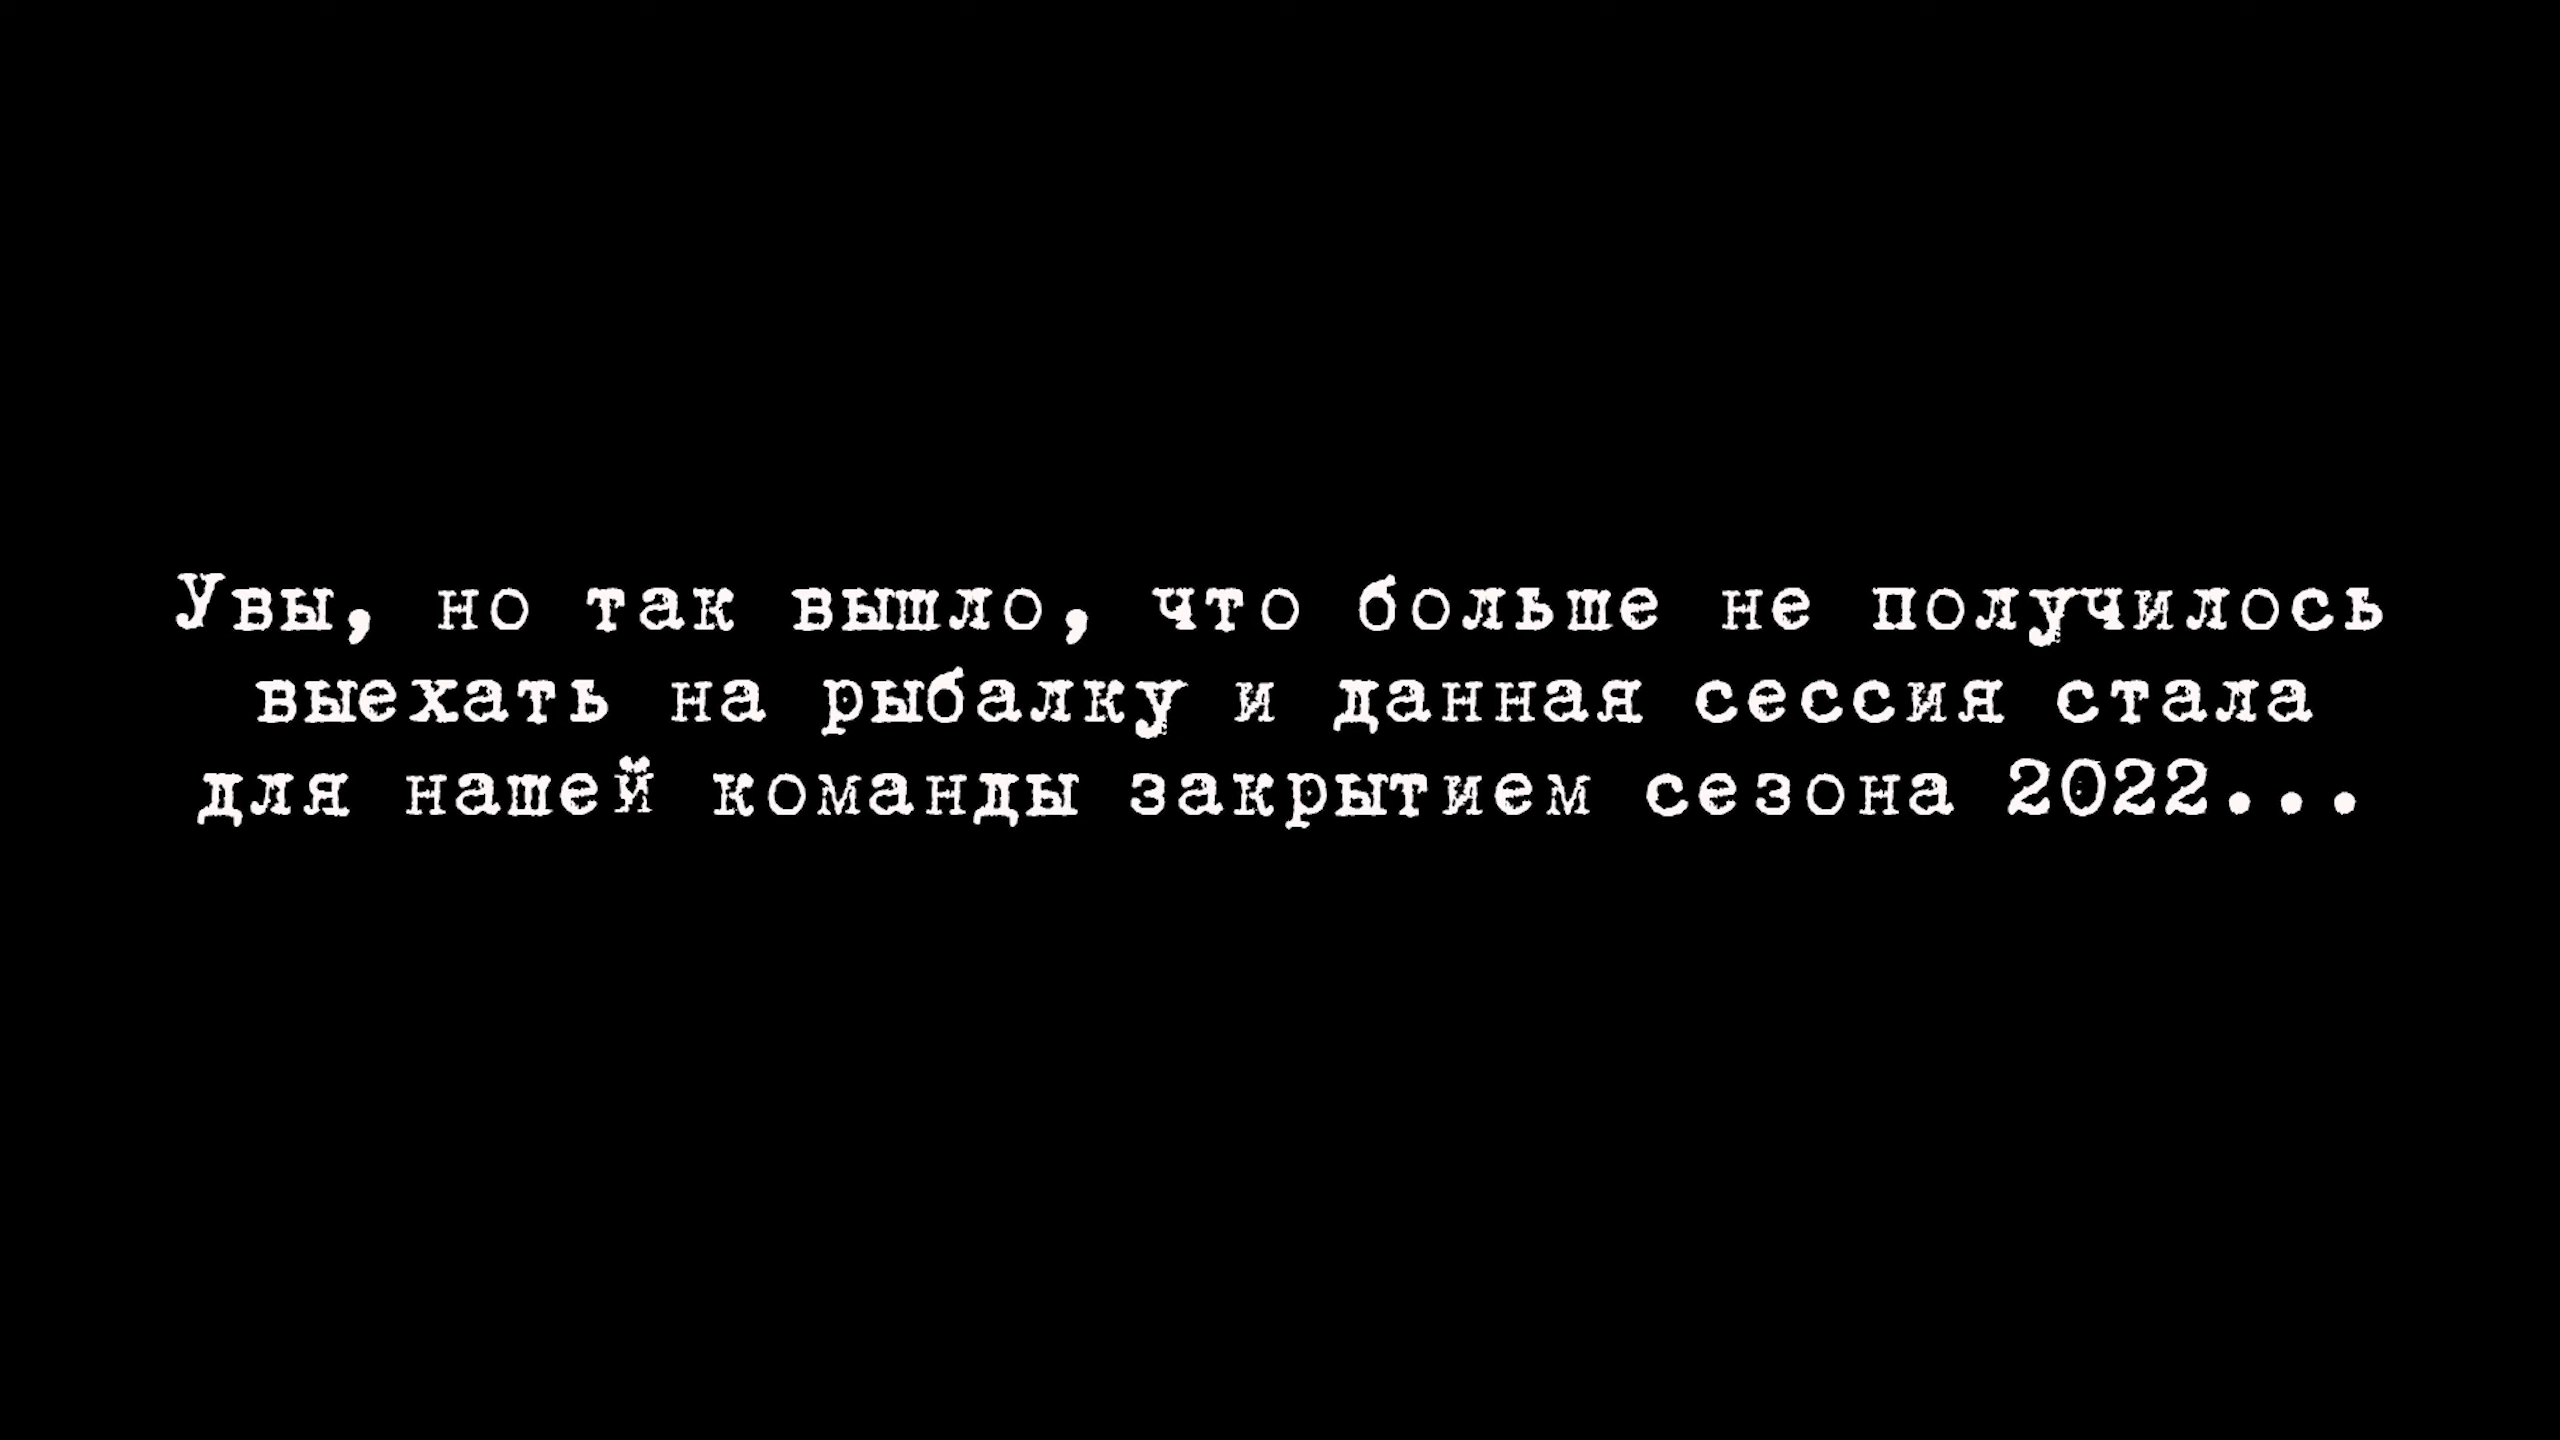 Увы, но так вышло, что больше не получилось
выехать на рыбалку и данная сессия стала
для нашей команды закрытием сезона 2022...